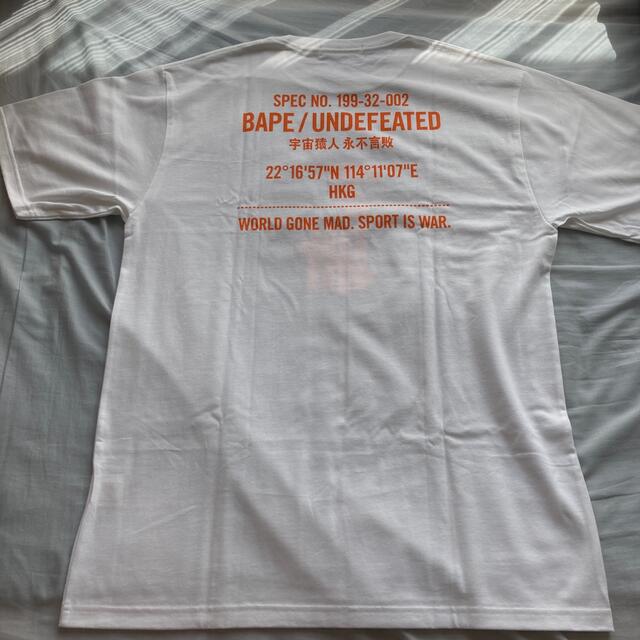 SPEC NO. 199-32-002
BAPE/UNDEFEATED
宇宙猿人 永不言敗
22°16'57"N 114°11'07"E
HKG
WORLD GONE MAD. SPORT IS WAR.